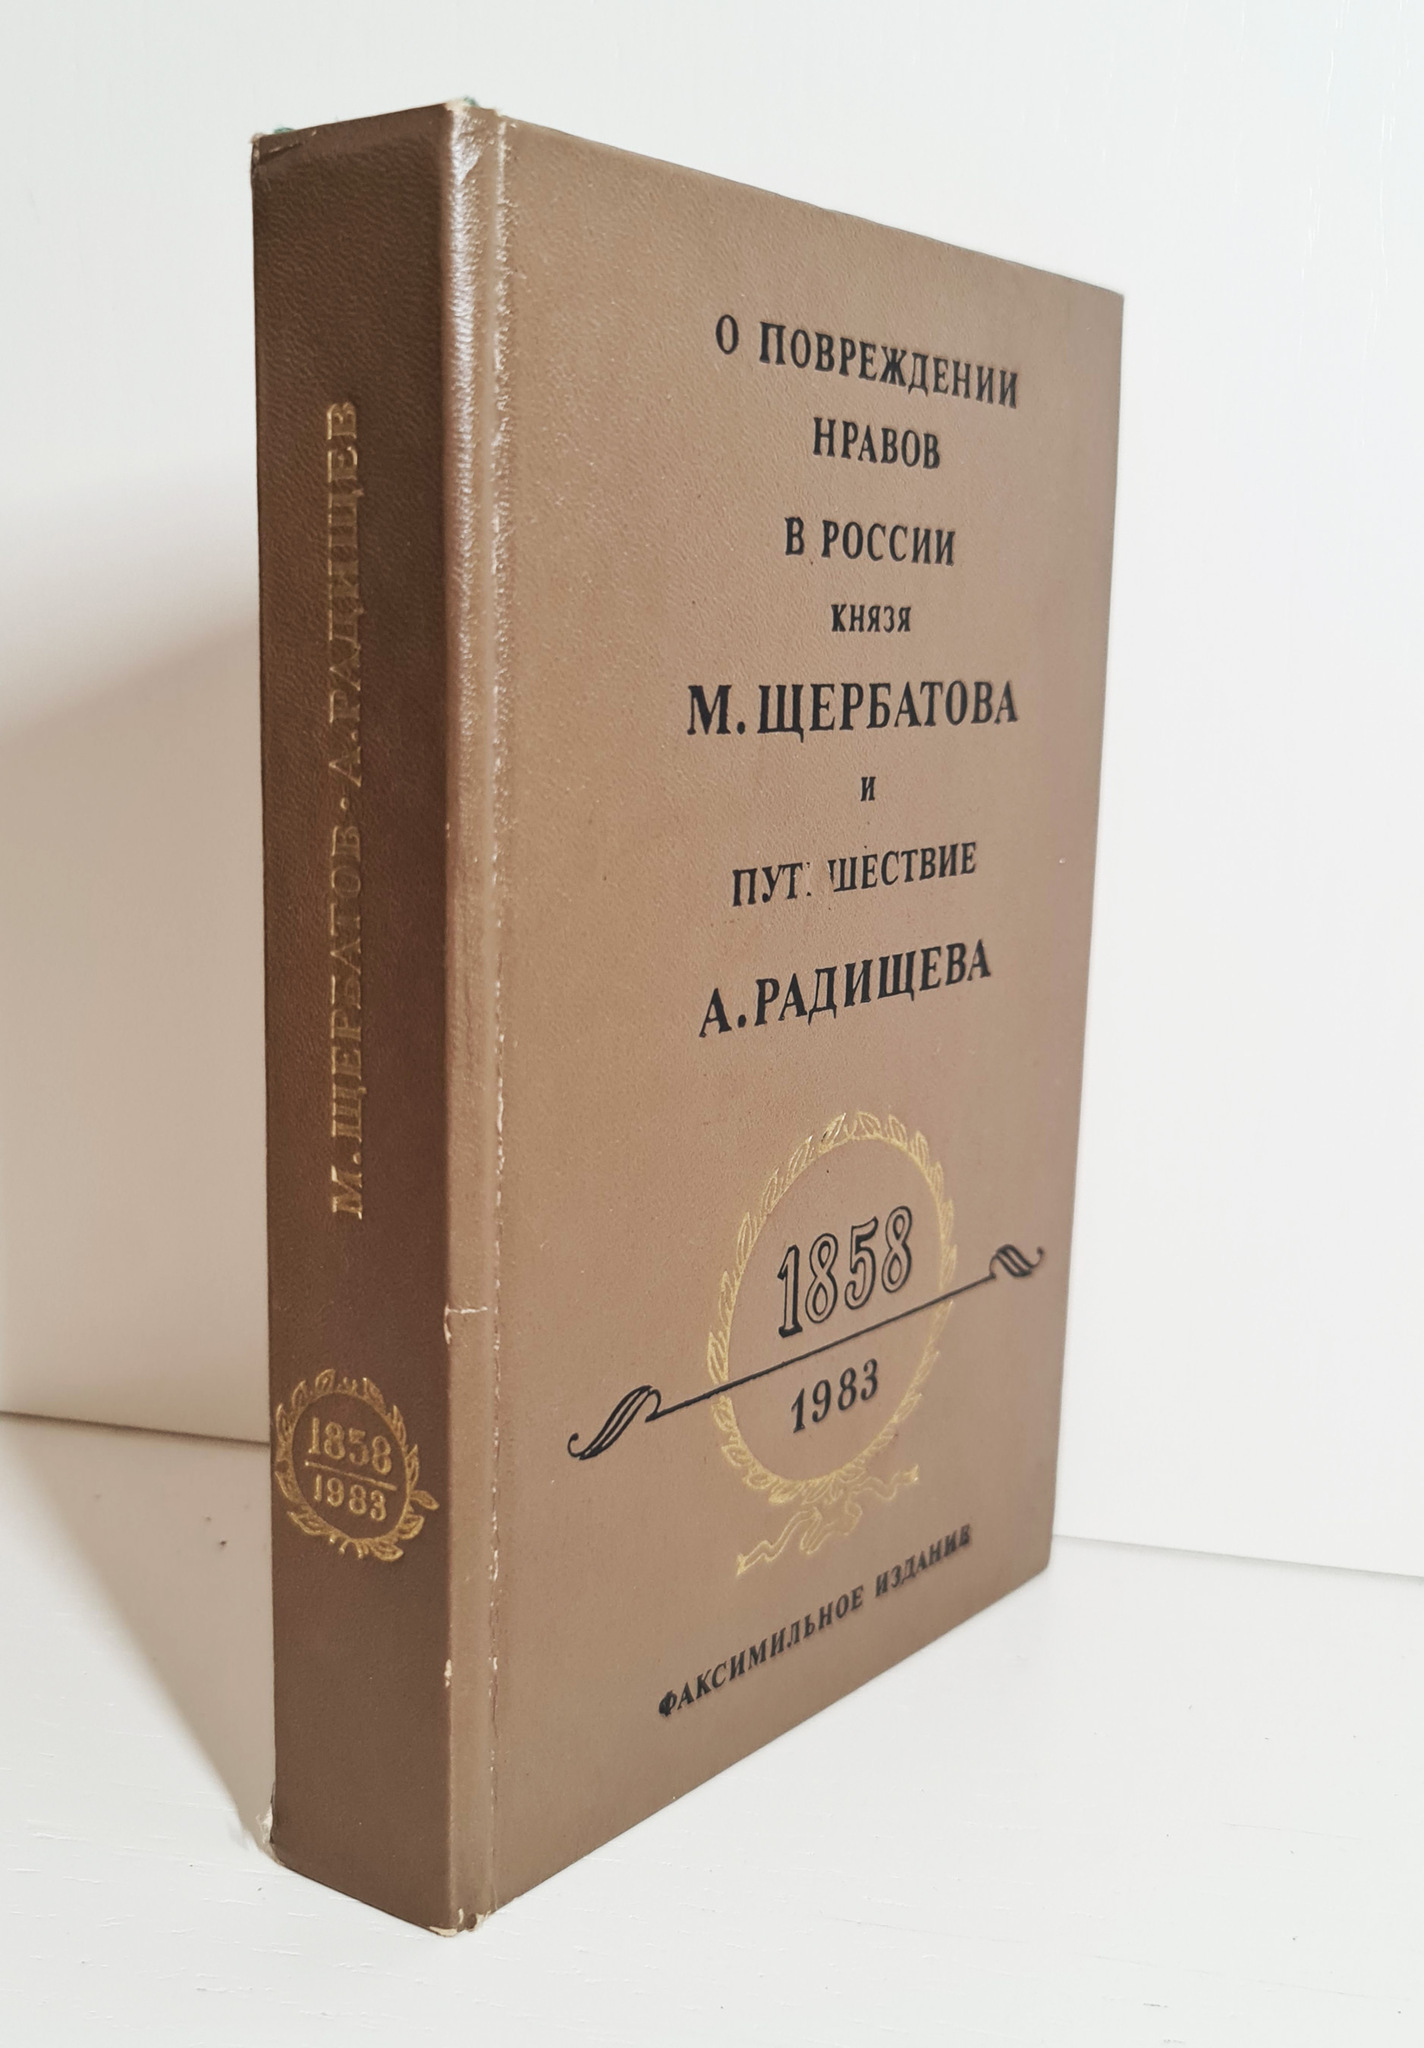 М. ЩЕРБАТОВ · А. РАДИЩЕВ
1858
1983
О ПОВРЕЖДЕНИИ
НРАВОВ
В РОССИИ
КНЯЗЯ
М. ЩЕРБАТОВА
И
ПУТЕШЕСТВИЕ
А. РАДИЩЕВА
1858
1983
ФАКСИМИЛЬНОЕ ИЗДАНИЕ